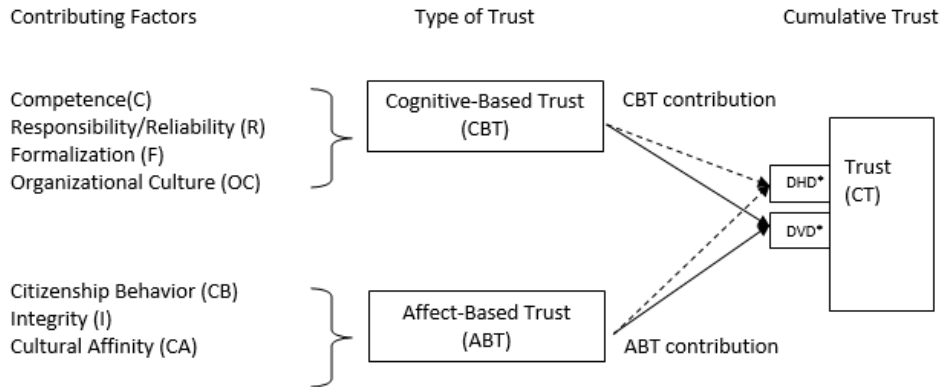 Contributing Factors Type of Trust Cumulative Trust
Competence(C)
Responsibility/Reliability (R)
Formalization (F)
Organizational Culture (OC)
Cognitive-Based Trust
(CBT)
CBT contribution
DHD*
DVD*
Trust
(CT)
Citizenship Behavior (CB)
Integrity (I)
Cultural Affinity (CA)
Affect-Based Trust
(ABT)
ABT contribution